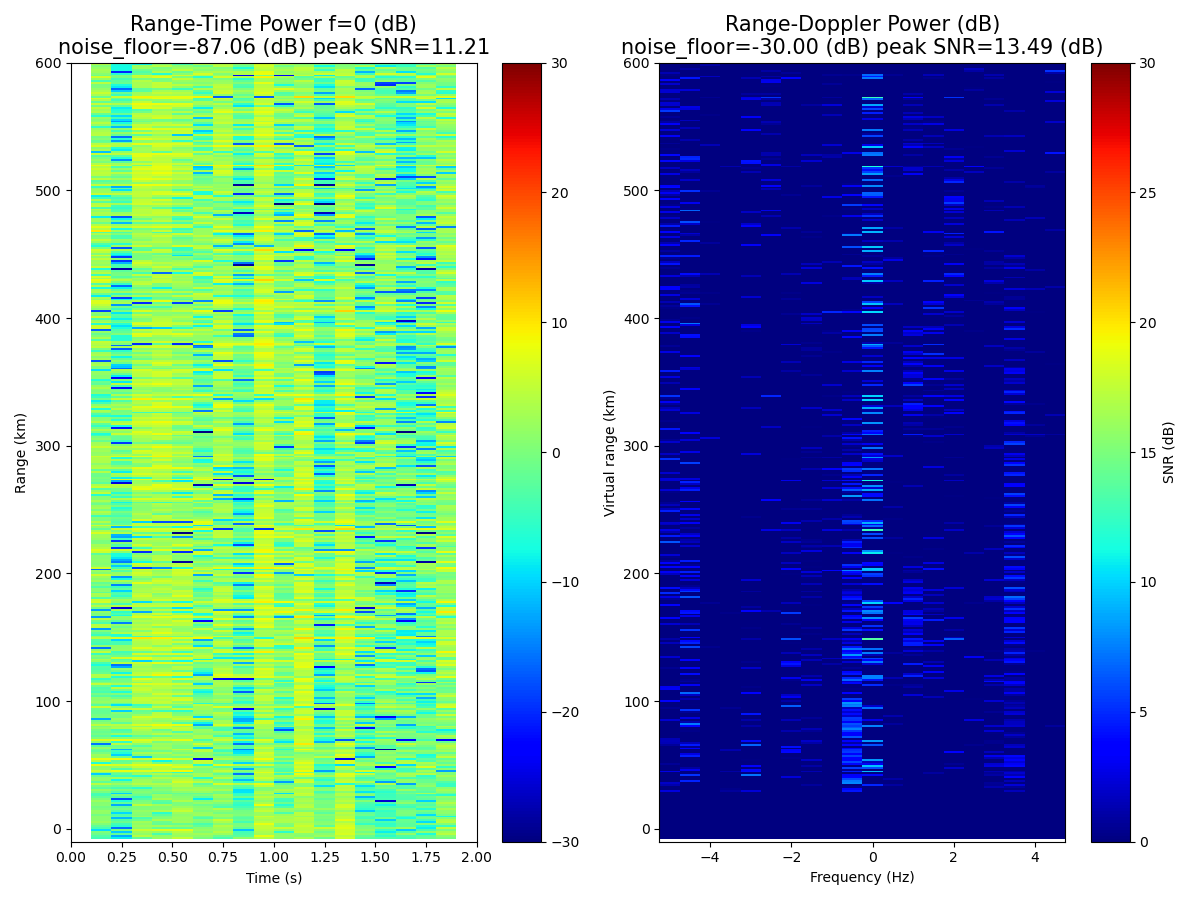 Range-Time Power f=0 (dB)
noise_floor=-87.06 (dB) peak SNR=11.21
600
500
400
300
200
100
0
Range (km)
0.00 0.25 0.50 0.75 1.00 1.25 1.50 1.75 2.00
Time (s)
30
20
10
0
−10
−20
−30
Range-Doppler Power (dB)
noise_floor=-30.00 (dB) peak SNR=13.49 (dB)
600
500
400
300
200
100
0
Virtual range (km)
−4 −2 0 2 4
Frequency (Hz)
30
25
20
15
10
5
0
SNR (dB)